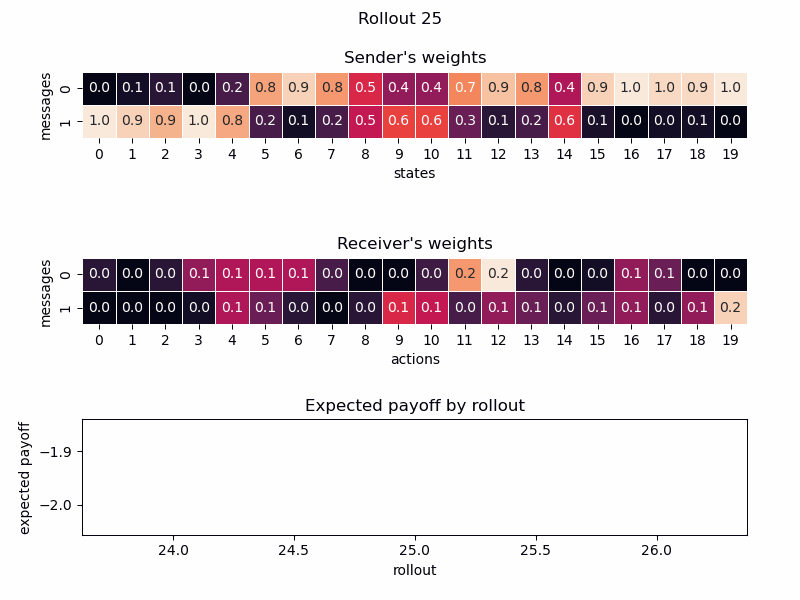 Rollout 25
Sender's weights
messages
0 0.0 0.1 0.1 0.0 0.2 0.8 0.9 0.8 0.5 0.4 0.4 0.7 0.9 0.8 0.4 0.9 1.0 1.0 0.9 1.0
1 1.0 0.9 0.9 1.0 0.8 0.2 0.1 0.2 0.5 0.6 0.6 0.3 0.1 0.2 0.6 0.1 0.0 0.0 0.1 0.0
0 1 2 3 4 5 6 7 8 9 10 11 12 13 14 15 16 17 18 19
states
Receiver's weights
messages
0 0.0 0.0 0.0 0.1 0.1 0.1 0.1 0.0 0.0 0.0 0.0 0.2 0.2 0.0 0.0 0.0 0.1 0.1 0.0 0.0
1 0.0 0.0 0.0 0.0 0.1 0.1 0.0 0.0 0.0 0.1 0.1 0.0 0.1 0.1 0.0 0.1 0.1 0.0 0.1 0.2
0 1 2 3 4 5 6 7 8 9 10 11 12 13 14 15 16 17 18 19
actions
Expected payoff by rollout
expected payoff
−1.9
−2.0
24.0 24.5 25.0 25.5 26.0
rollout